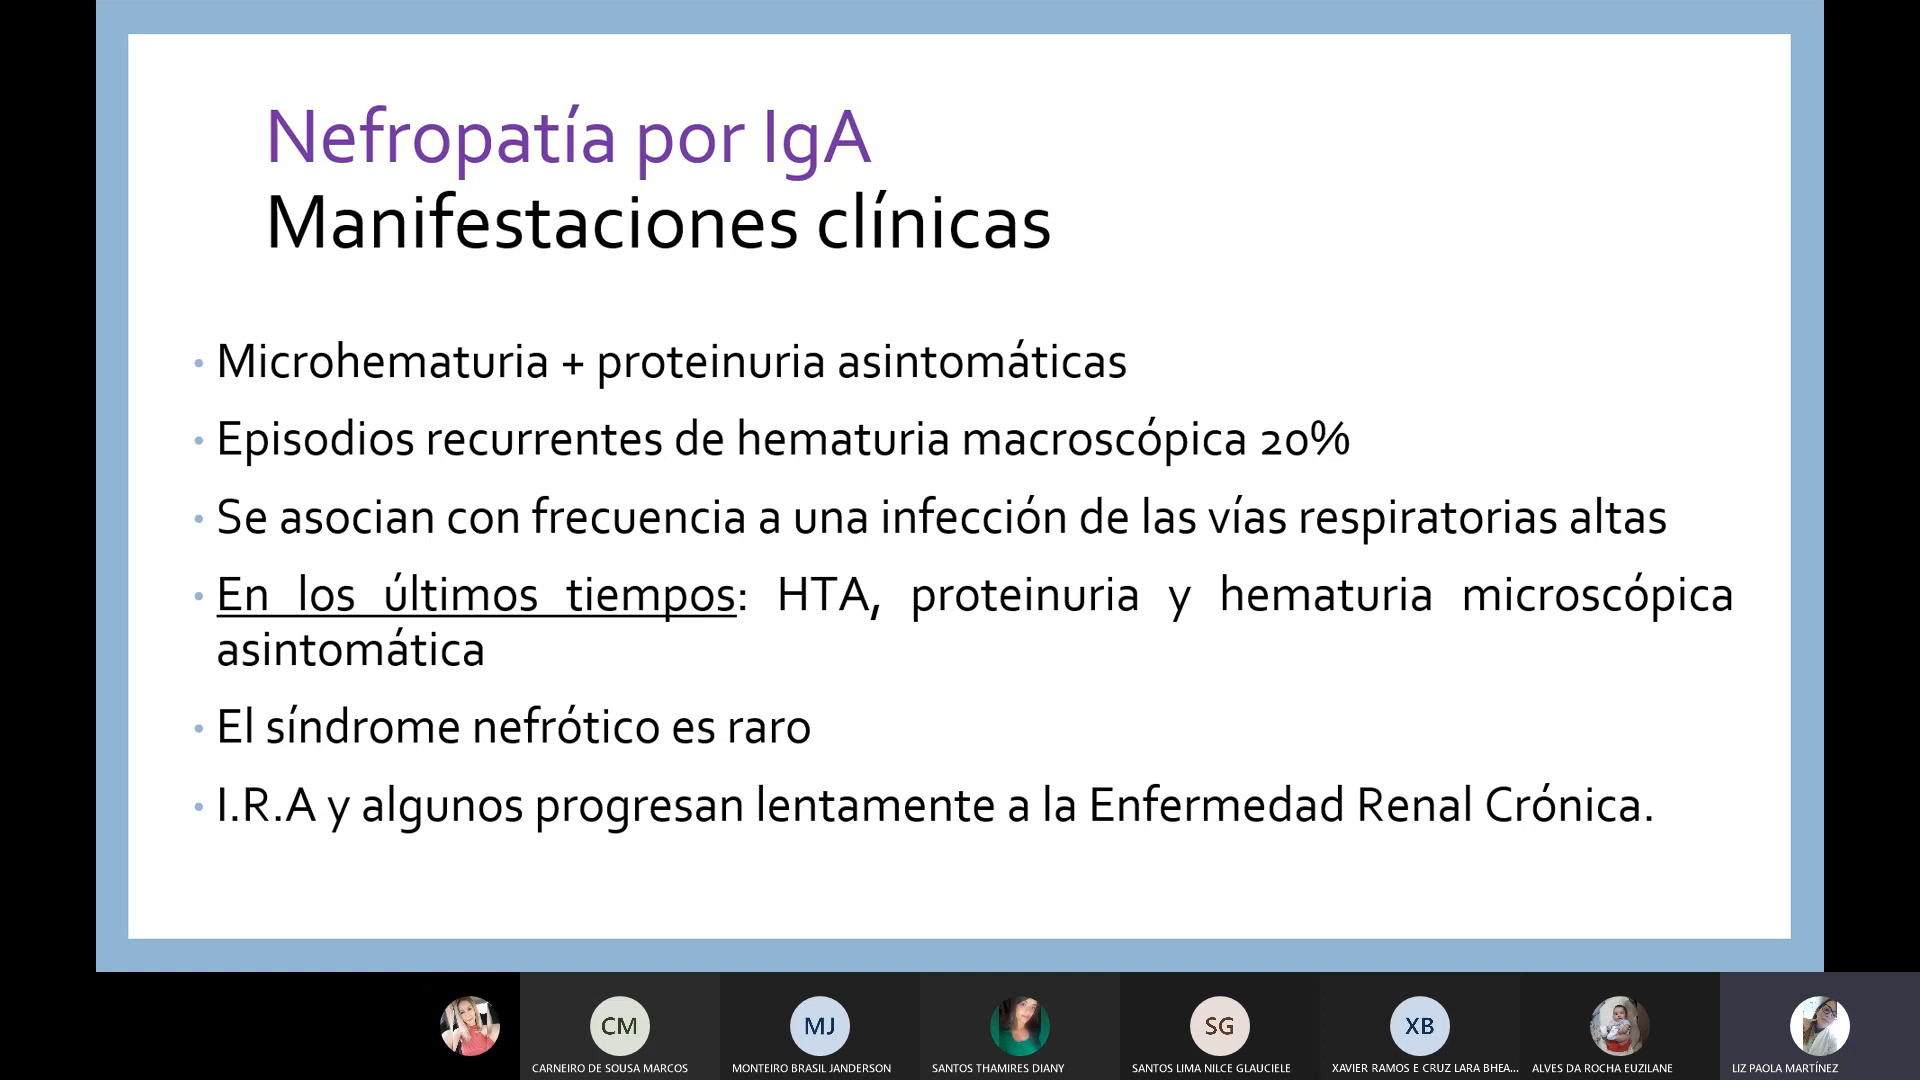 Nefropatía por IgA
Manifestaciones clínicas
• Microhematuria + proteinuria asintomáticas
• Episodios recurrentes de hematuria macroscópica 20%
• Se asocian con frecuencia a una infección de las vías respiratorias altas
• En los últimos tiempos: HTA, proteinuria y hematuria microscópica
asintomática
• El síndrome nefrótico es raro
• I.R.A y algunos progresan lentamente a la Enfermedad Renal Crónica.
CM
MJ
SG
XB
CARNEIRO DE SOUSA MARCOS
MONTEIRO BRASIL JANDERSON
SANTOS THAMIRES DIANY
SANTOS LIMA NILCE GLAUCIELE
XAVIER RAMOS E CRUZ LARA BHEA...
ALVES DA ROCHA EUZILANE
LIZ PAOLA MARTÍNEZ